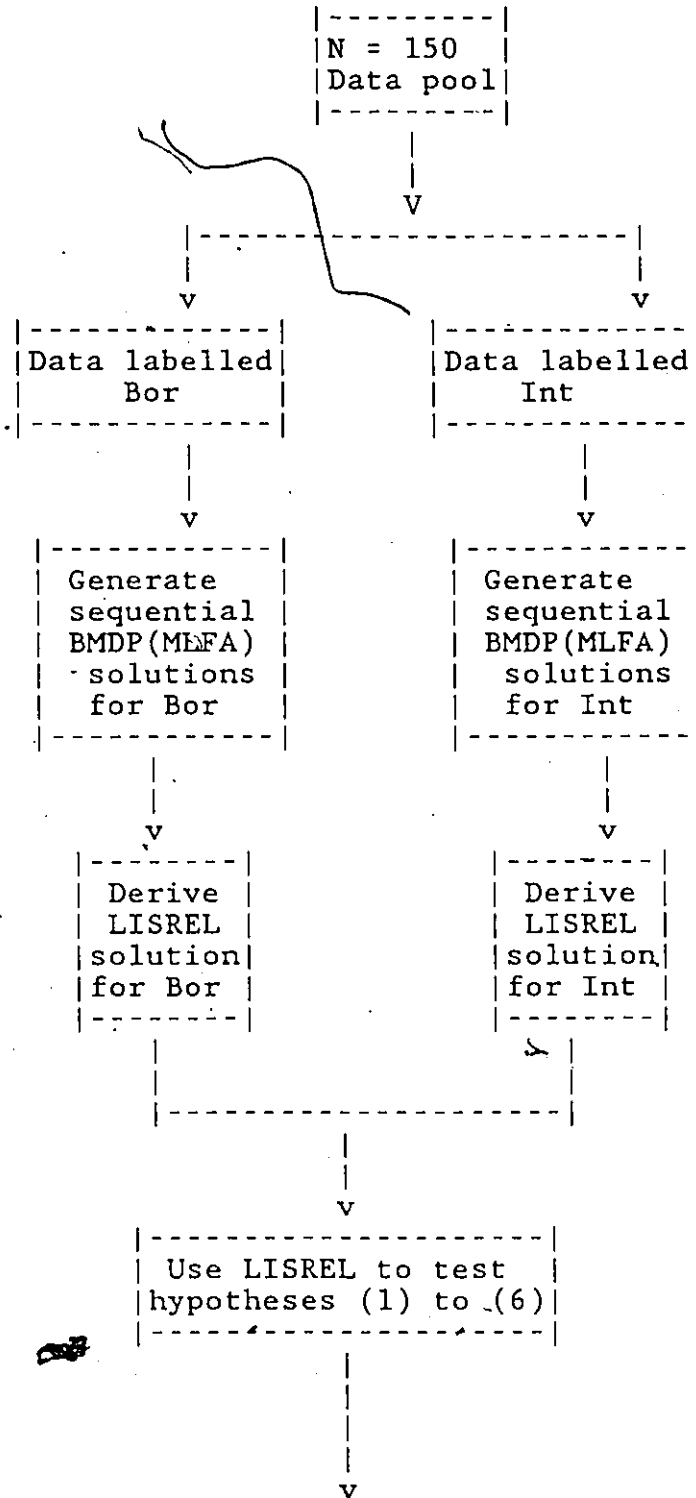 N = 150
Data pool
Data labelled
Bor
Data labelled
Int
Generate
sequential
BMDP(MLFA)
solutions
for Bor
Generate
sequential
BMDP(MLFA)
solutions
for Int
Derive
LISREL
solution
for Bor
Derive
LISREL
solution
for Int
Use LISREL to test
hypotheses (1) to (6)